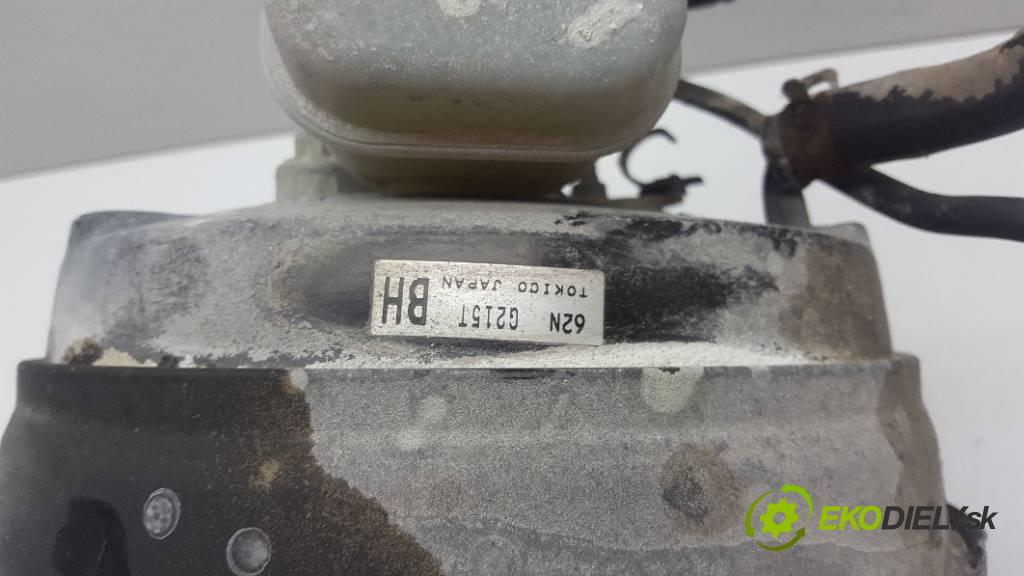 62N G215T
TOKICO JAPAN
BH
EKODIELY.sk